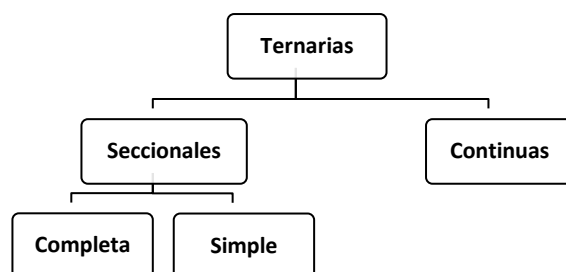 Ternarias
Seccionales
Continuas
Completa
Simple